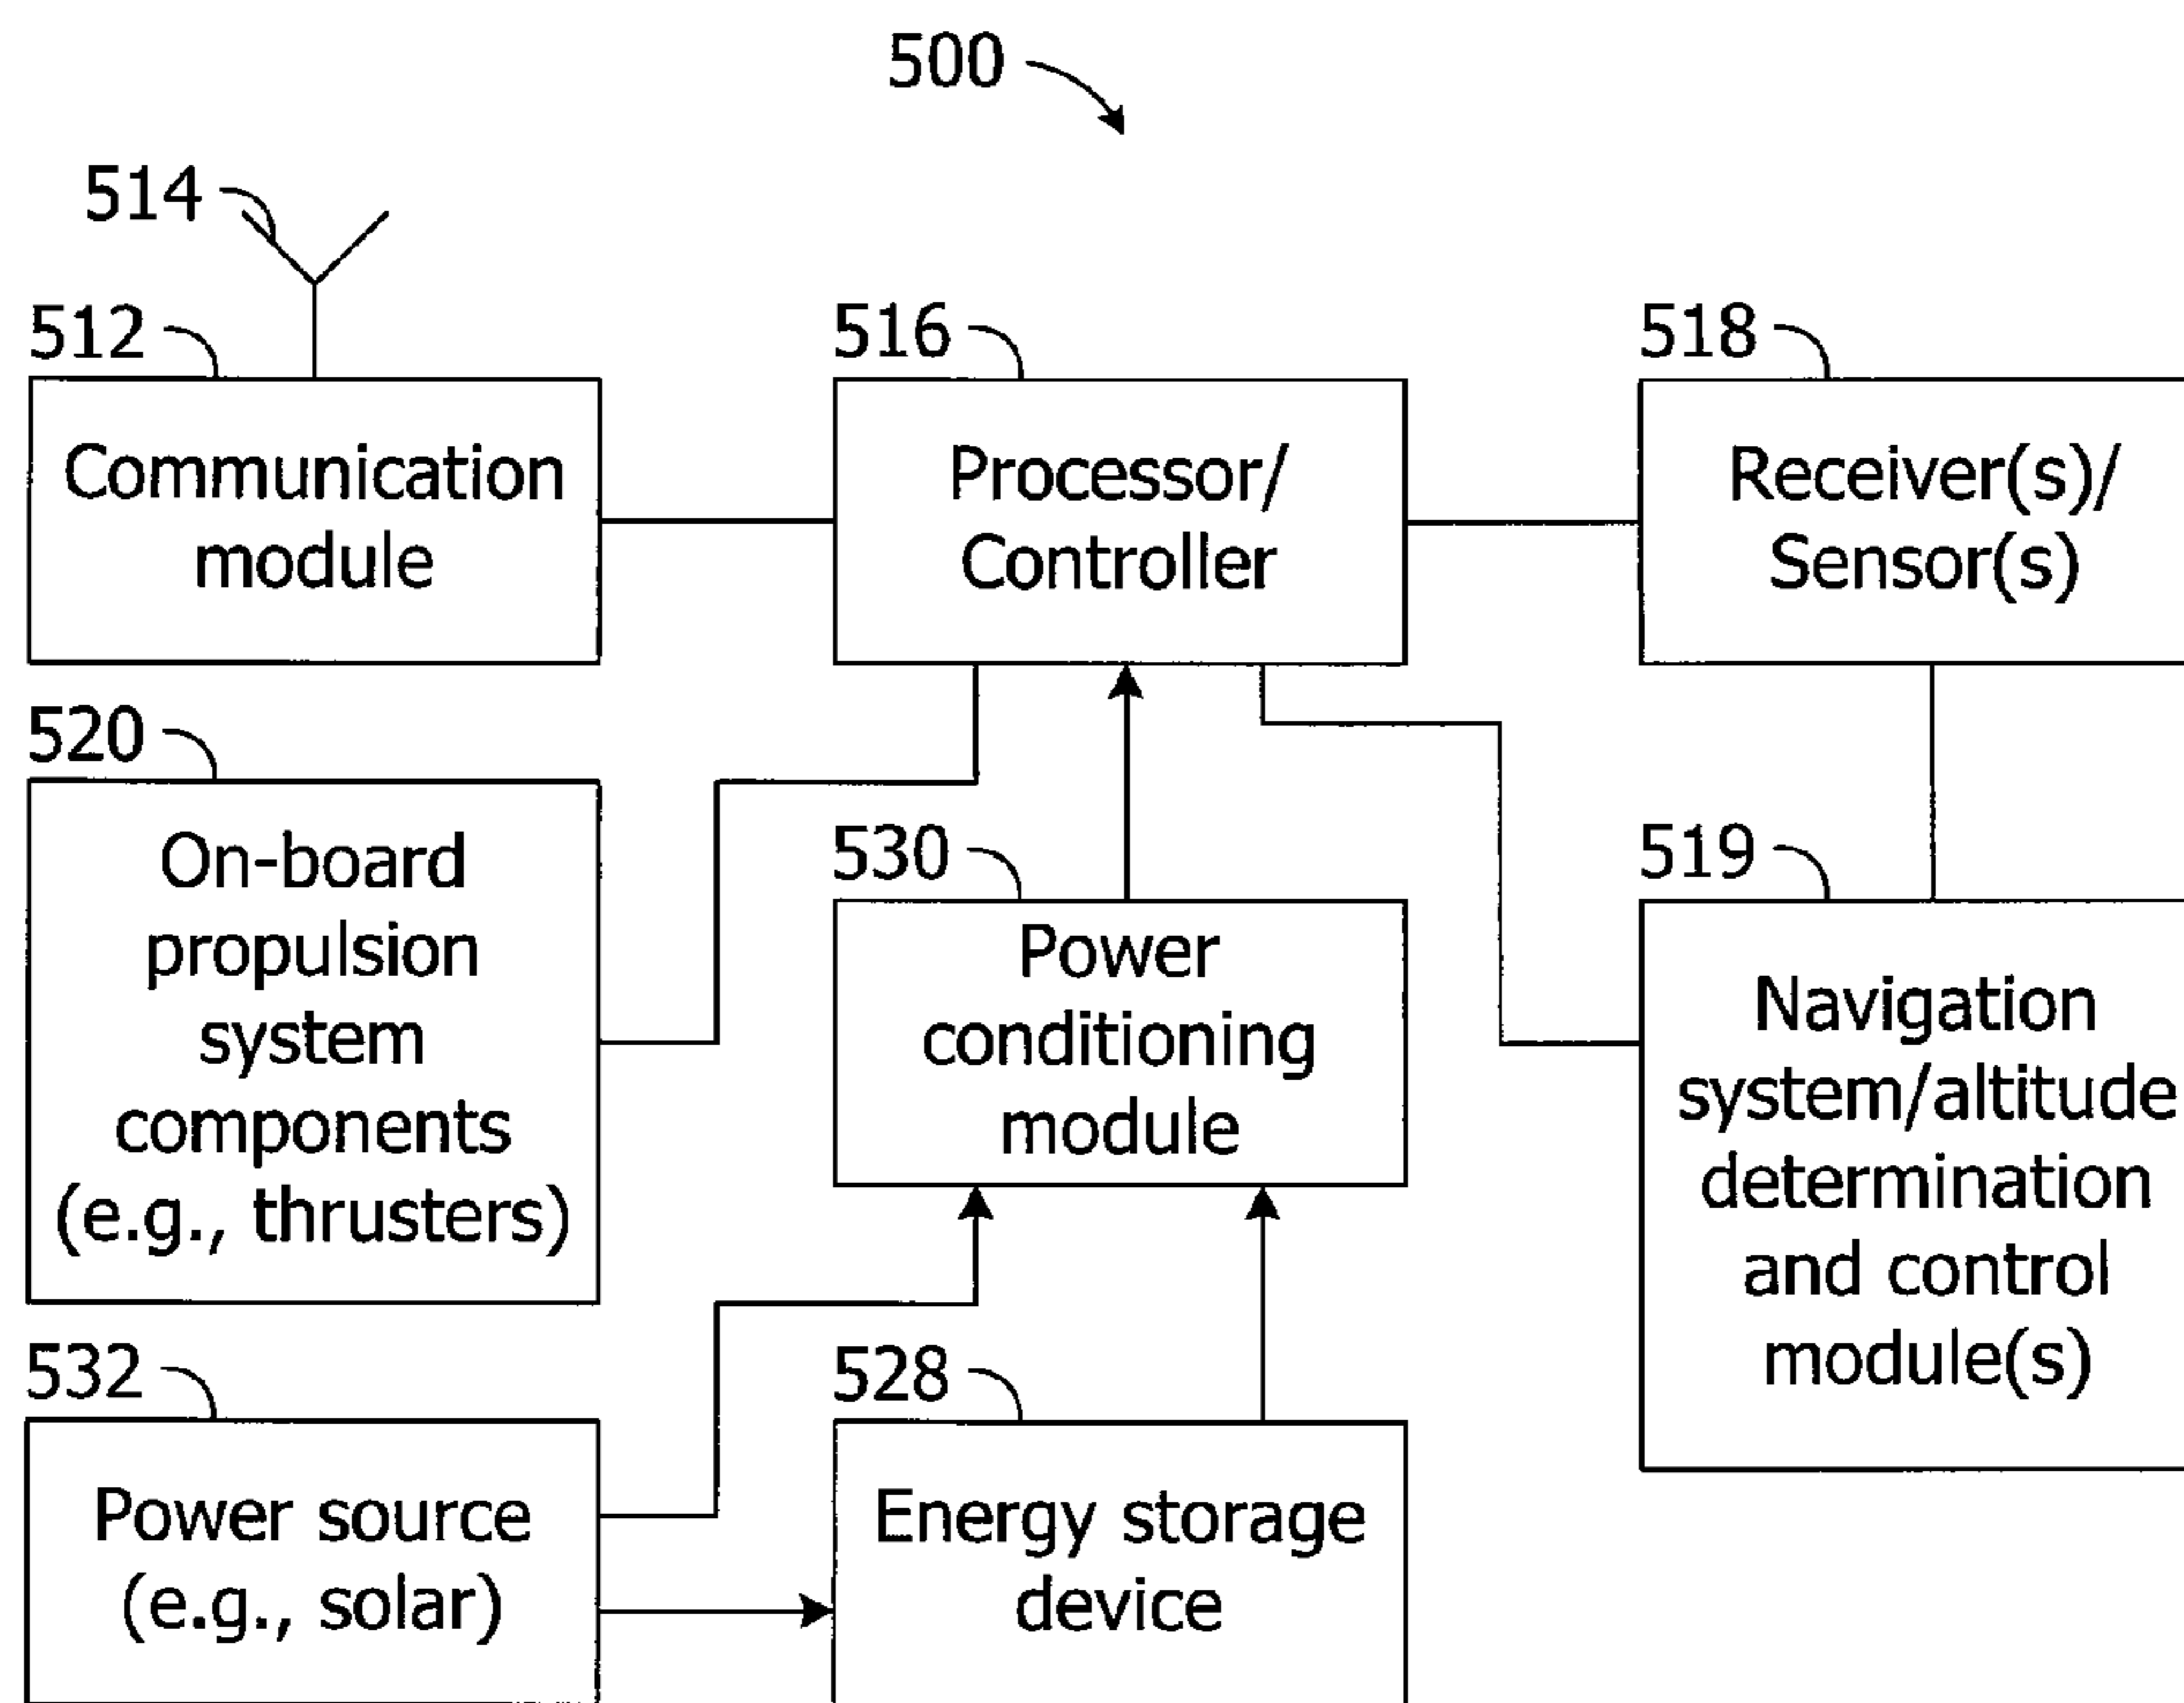 500
514
512
Communication
module
516
Processor/
Controller
518
Receiver(s)/
Sensor(s)
520
On-board
propulsion
system
components
(e.g., thrusters)
530
Power
conditioning
module
519
Navigation
system/altitude
determination
and control
module(s)
532
Power source
(e.g., solar)
528
Energy storage
device